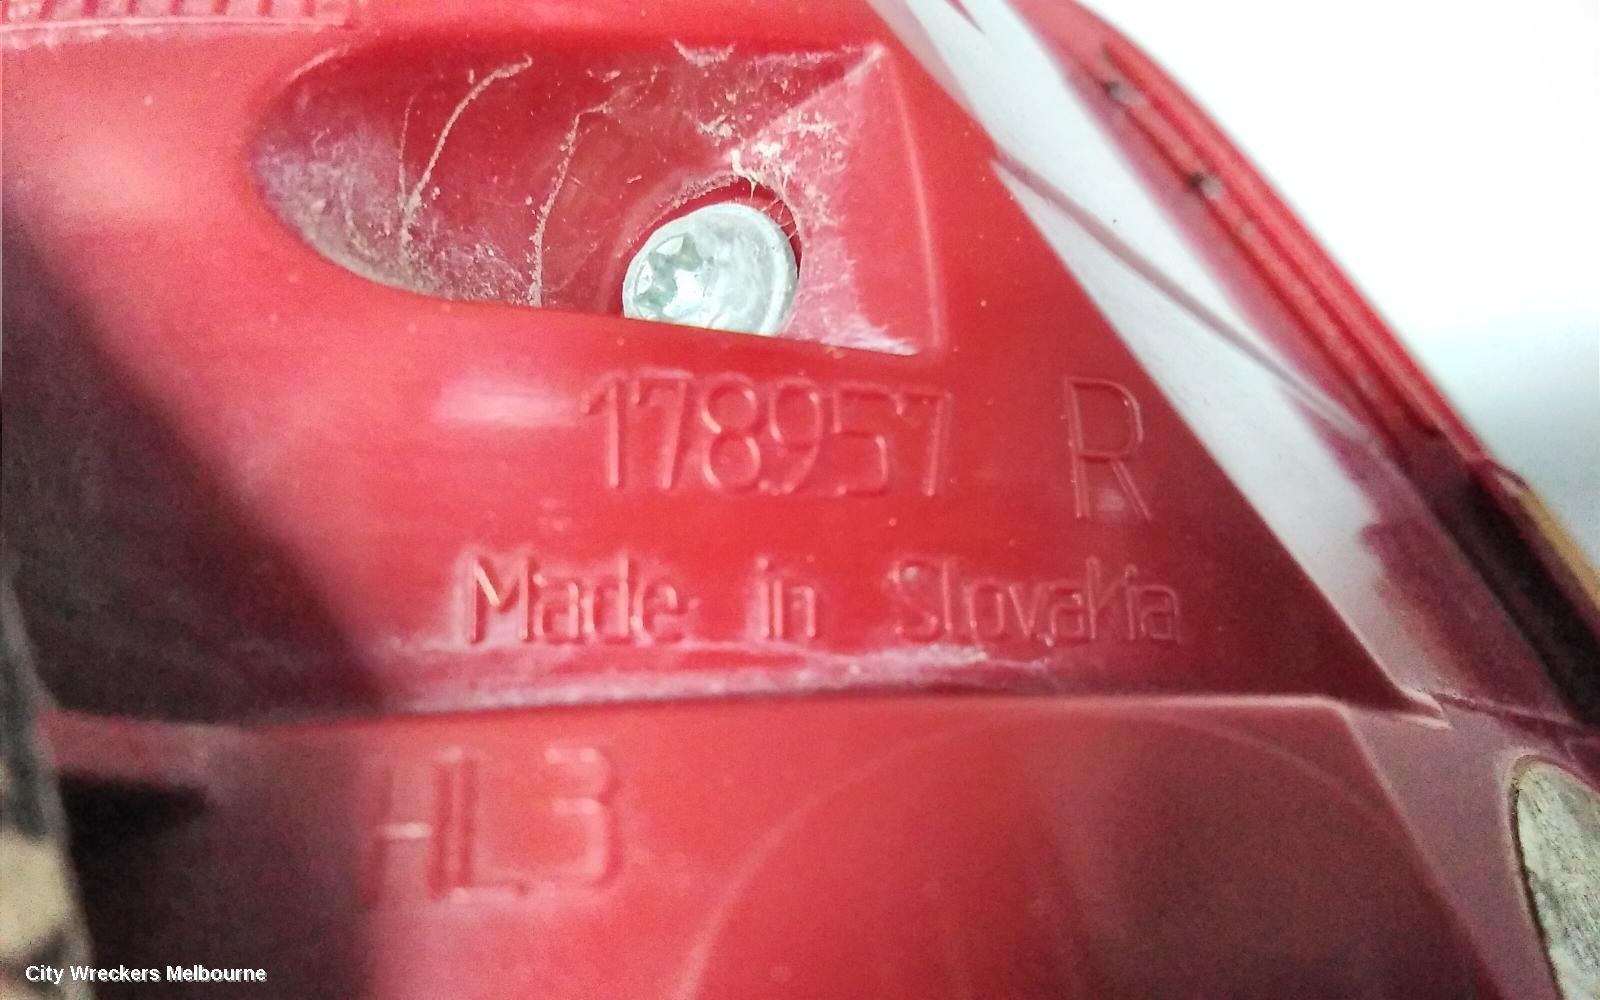 178957 R
Made in Slovakia
HL3
City Wreckers Melbourne